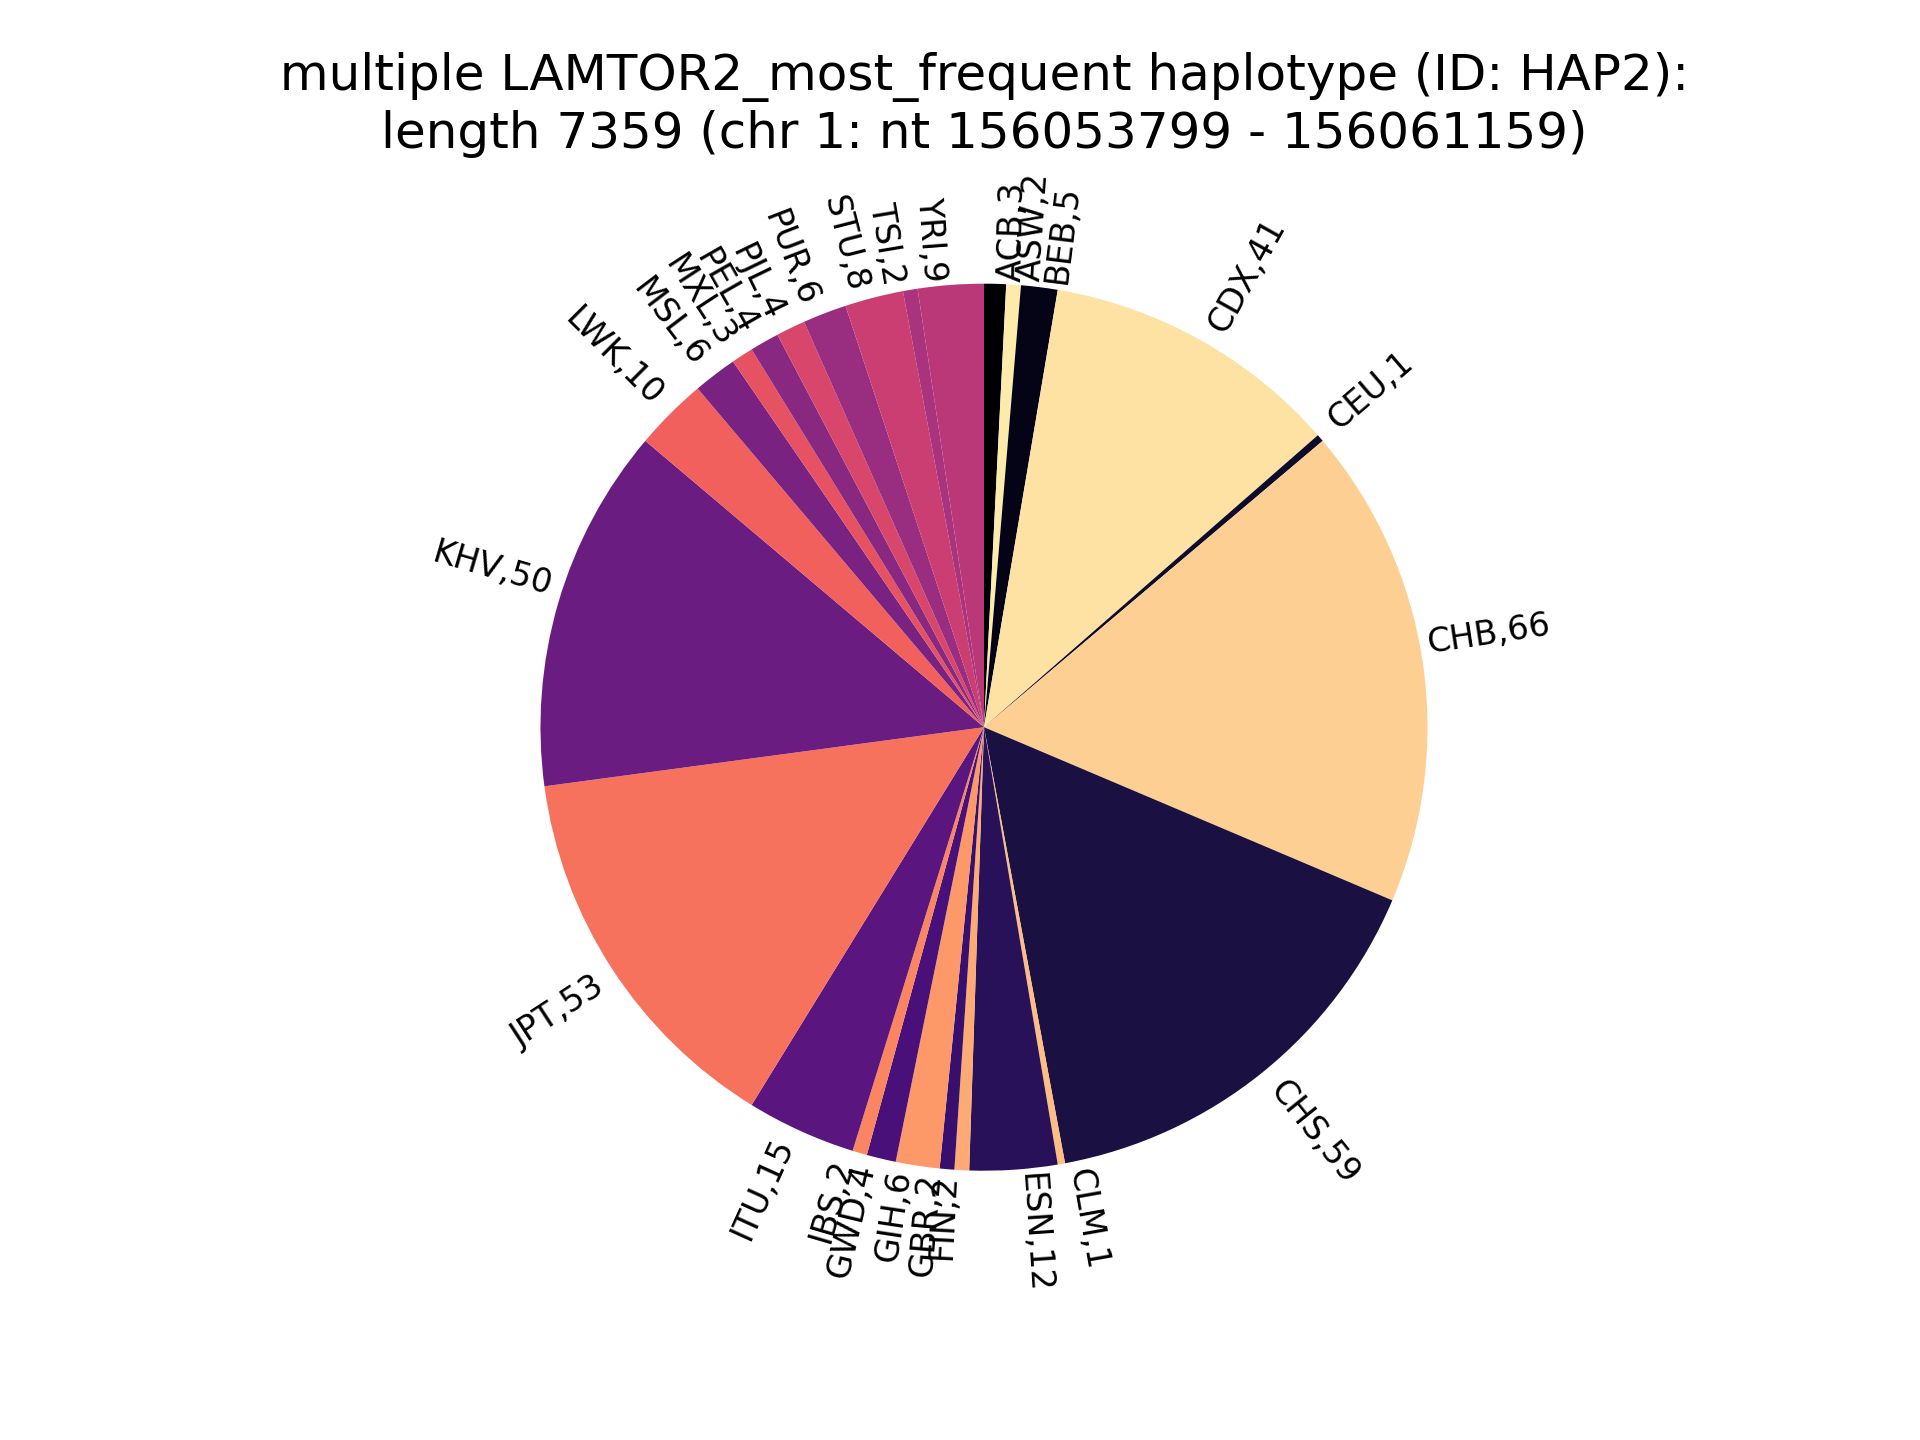 multiple LAMTOR2_most_frequent haplotype (ID: HAP2):
length 7359 (chr 1: nt 156053799 - 156061159)
ACB,3
ASW,2
BEB,5
CDX,41
CEU,1
CHB,66
CHS,59
CLM,1
ESN,12
FIN,2
GBR,2
GIH,6
GWD,4
IBS,2
ITU,15
JPT,53
KHV,50
LWK,10
MSL,6
MXL,3
PEL,4
PJL,4
PUR,6
STU,8
TSI,2
YRI,9